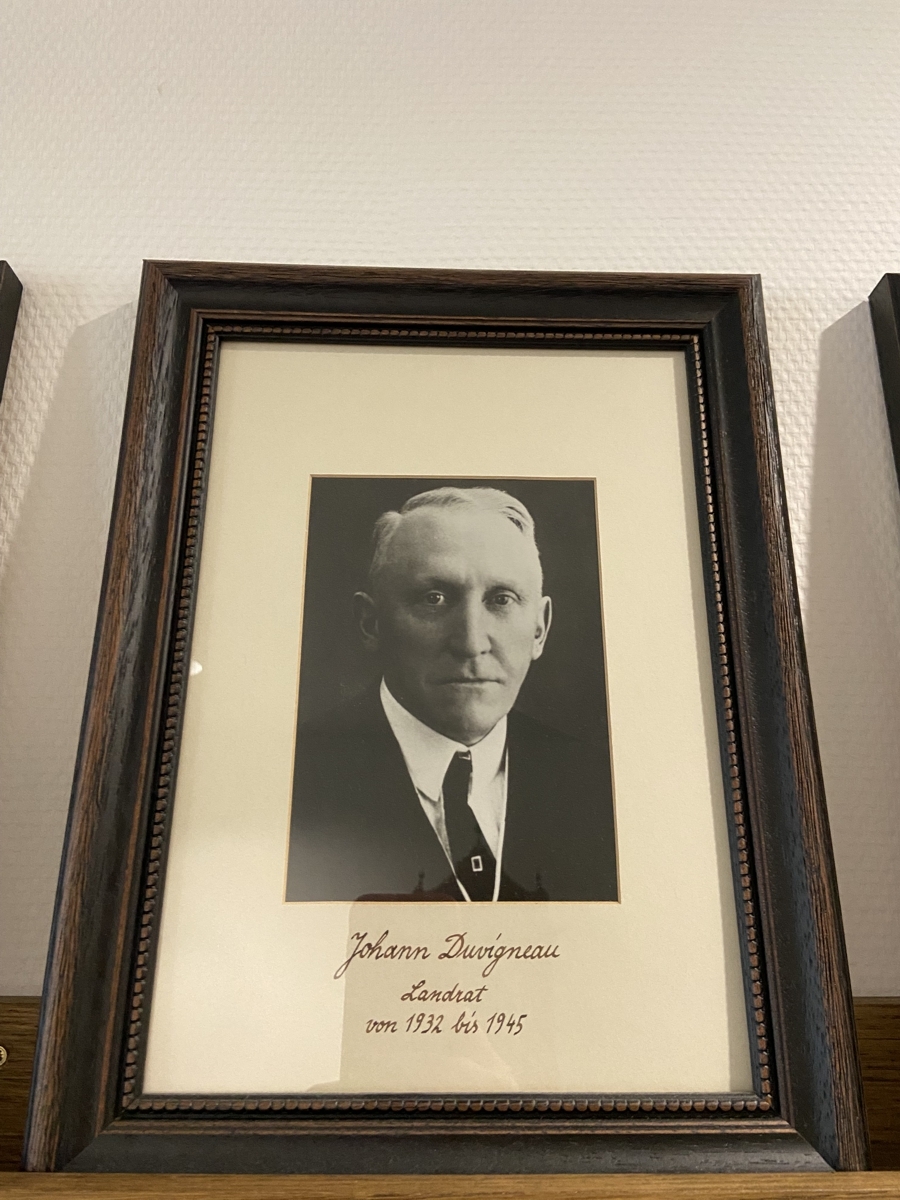 Johann Duvigneau
Landrat
von 1932 bis 1945